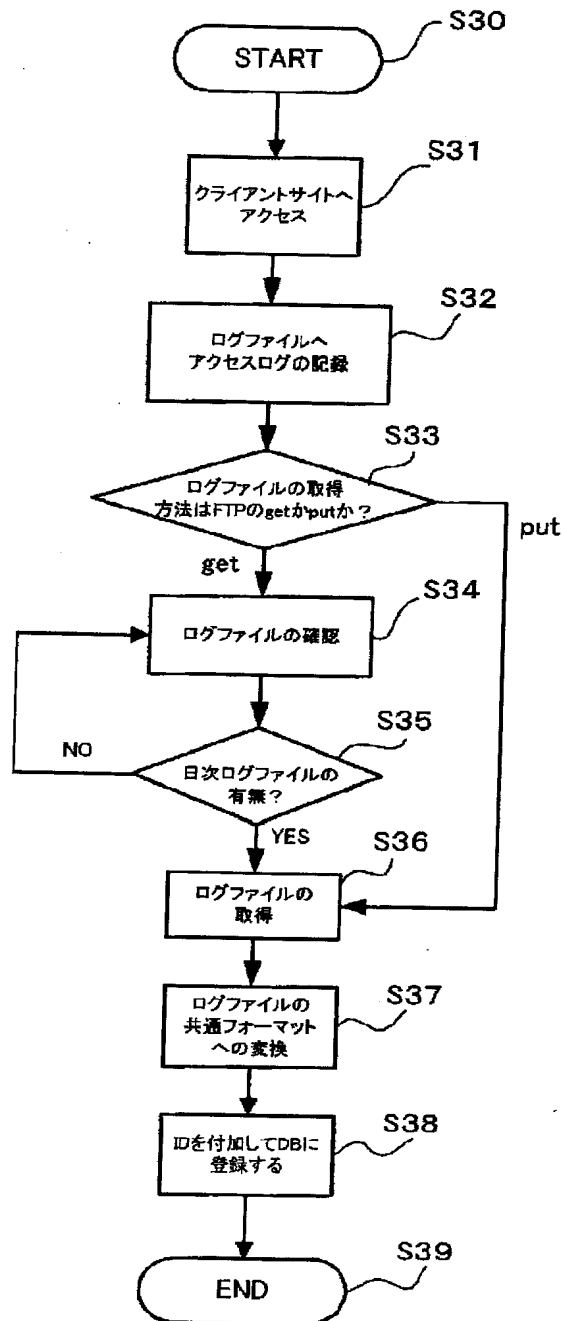 S30
START
S31
クライアントサイトへ
アクセス
S32
ログファイルへ
アクセスログの記録
S33
ログファイルの取得
方法はFTPのgetかputか?
put
get
S34
ログファイルの確認
S35
NO
日次ログファイルの
有無?
YES
S36
ログファイルの
取得
S37
ログファイルの
共通フォーマット
への変換
S38
IDを付加してDBに
登録する
S39
END